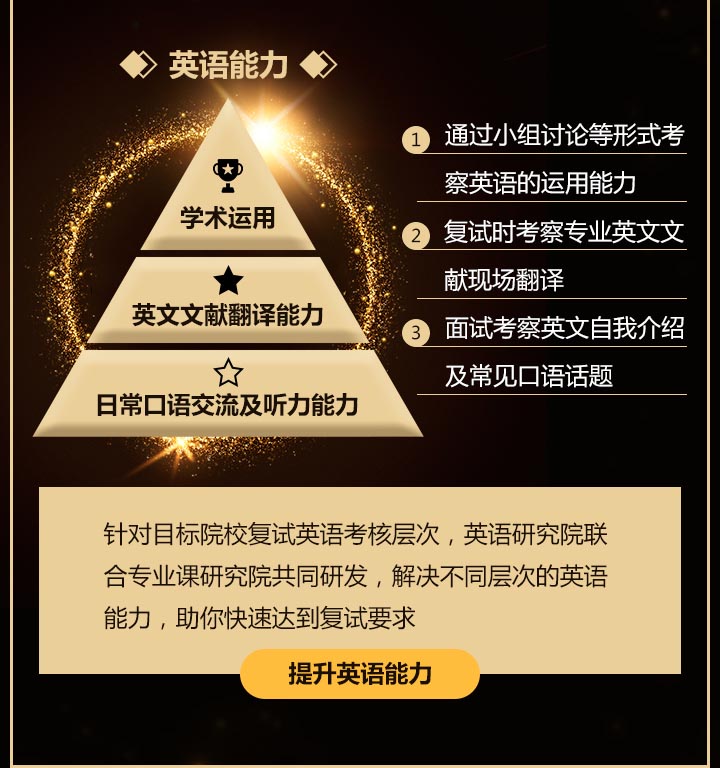 英语能力
学术运用
英文文献翻译能力
日常口语交流及听力能力
1 通过小组讨论等形式考
察英语的运用能力
2 复试时考察专业英文文
献现场翻译
3 面试考察英文自我介绍
及常见口语话题
针对目标院校复试英语考核层次，英语研究院联
合专业课研究院共同研发，解决不同层次的英语
能力，助你快速达到复试要求
提升英语能力